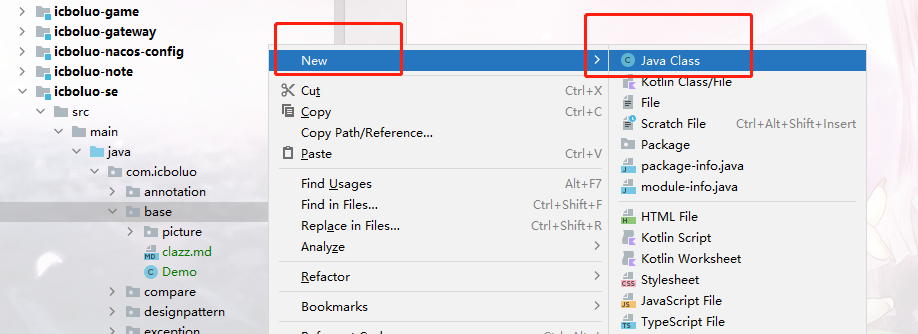 icboluo-game
icboluo-gateway
icboluo-nacos-config
icboluo-note
icboluo-se
src
main
java
com.icboluo
annotation
base
picture
clazz.md
Demo
compare
designpattern
exception
New
Cut Ctrl+X
Copy Ctrl+C
Copy Path/Reference...
Paste Ctrl+V
Find Usages Alt+F7
Find in Files... Ctrl+Shift+F
Replace in Files... Ctrl+Shift+R
Analyze
Refactor
Bookmarks
Java Class
Kotlin Class/File
File
Scratch File Ctrl+Alt+Shift+Insert
Package
package-info.java
module-info.java
HTML File
Kotlin Script
Kotlin Worksheet
Stylesheet
JavaScript File
TypeScript File